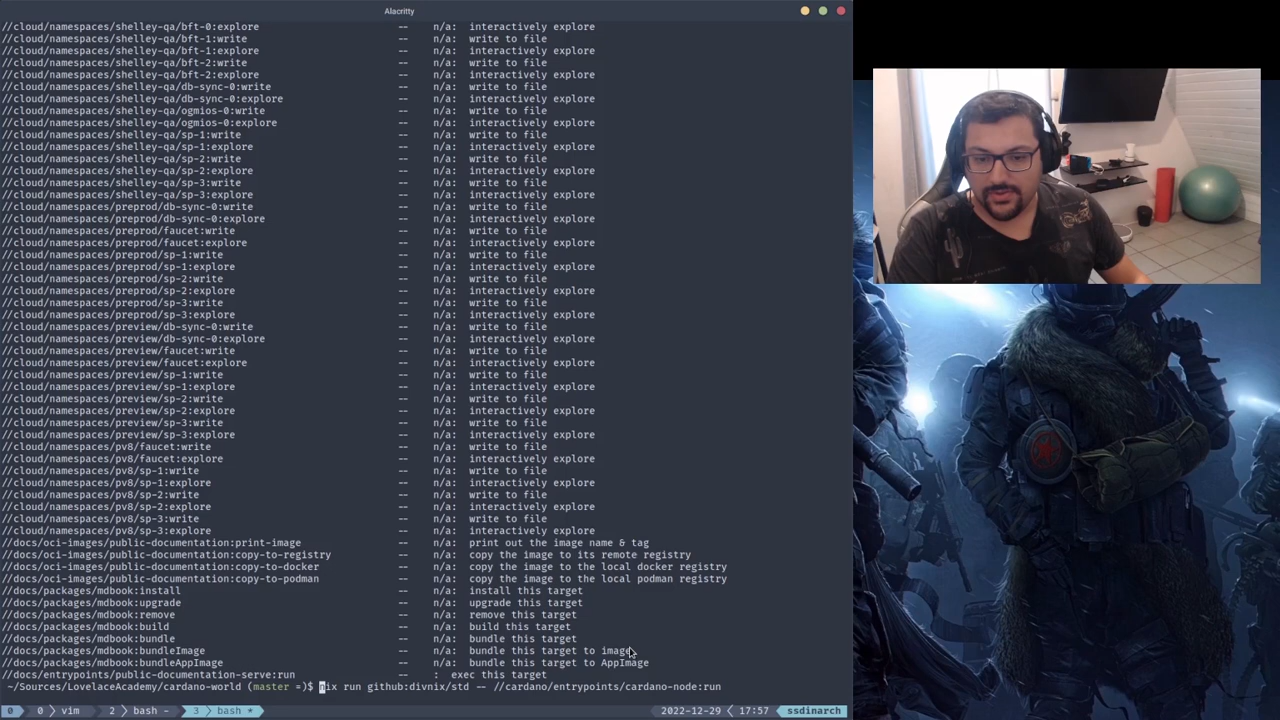 Alacritty
//cloud/namespaces/shelley-qa/bft-0:explore -- n/a: interactively explore
//cloud/namespaces/shelley-qa/bft-1:write -- n/a: write to file
//cloud/namespaces/shelley-qa/bft-1:explore -- n/a: interactively explore
//cloud/namespaces/shelley-qa/bft-2:write -- n/a: write to file
//cloud/namespaces/shelley-qa/bft-2:explore -- n/a: interactively explore
//cloud/namespaces/shelley-qa/db-sync-0:write -- n/a: write to file
//cloud/namespaces/shelley-qa/db-sync-0:explore -- n/a: interactively explore
//cloud/namespaces/shelley-qa/ogmios-0:write -- n/a: write to file
//cloud/namespaces/shelley-qa/ogmios-0:explore -- n/a: interactively explore
//cloud/namespaces/shelley-qa/sp-1:write -- n/a: write to file
//cloud/namespaces/shelley-qa/sp-1:explore -- n/a: interactively explore
//cloud/namespaces/shelley-qa/sp-2:write -- n/a: write to file
//cloud/namespaces/shelley-qa/sp-2:explore -- n/a: interactively explore
//cloud/namespaces/shelley-qa/sp-3:write -- n/a: write to file
//cloud/namespaces/shelley-qa/sp-3:explore -- n/a: interactively explore
//cloud/namespaces/preprod/db-sync-0:write -- n/a: write to file
//cloud/namespaces/preprod/db-sync-0:explore -- n/a: interactively explore
//cloud/namespaces/preprod/faucet:write -- n/a: write to file
//cloud/namespaces/preprod/faucet:explore -- n/a: interactively explore
//cloud/namespaces/preprod/sp-1:write -- n/a: write to file
//cloud/namespaces/preprod/sp-1:explore -- n/a: interactively explore
//cloud/namespaces/preprod/sp-2:write -- n/a: write to file
//cloud/namespaces/preprod/sp-2:explore -- n/a: interactively explore
//cloud/namespaces/preprod/sp-3:write -- n/a: write to file
//cloud/namespaces/preprod/sp-3:explore -- n/a: interactively explore
//cloud/namespaces/preview/db-sync-0:write -- n/a: write to file
//cloud/namespaces/preview/db-sync-0:explore -- n/a: interactively explore
//cloud/namespaces/preview/faucet:write -- n/a: write to file
//cloud/namespaces/preview/faucet:explore -- n/a: interactively explore
//cloud/namespaces/preview/sp-1:write -- n/a: write to file
//cloud/namespaces/preview/sp-1:explore -- n/a: interactively explore
//cloud/namespaces/preview/sp-2:write -- n/a: write to file
//cloud/namespaces/preview/sp-2:explore -- n/a: interactively explore
//cloud/namespaces/preview/sp-3:write -- n/a: write to file
//cloud/namespaces/preview/sp-3:explore -- n/a: interactively explore
//cloud/namespaces/pv8/faucet:write -- n/a: write to file
//cloud/namespaces/pv8/faucet:explore -- n/a: interactively explore
//cloud/namespaces/pv8/sp-1:write -- n/a: write to file
//cloud/namespaces/pv8/sp-1:explore -- n/a: interactively explore
//cloud/namespaces/pv8/sp-2:write -- n/a: write to file
//cloud/namespaces/pv8/sp-2:explore -- n/a: interactively explore
//cloud/namespaces/pv8/sp-3:write -- n/a: write to file
//cloud/namespaces/pv8/sp-3:explore -- n/a: interactively explore
//docs/oci-images/public-documentation:print-image -- n/a: print out the image name & tag
//docs/oci-images/public-documentation:copy-to-registry -- n/a: copy the image to its remote registry
//docs/oci-images/public-documentation:copy-to-docker -- n/a: copy the image to the local docker registry
//docs/oci-images/public-documentation:copy-to-podman -- n/a: copy the image to the local podman registry
//docs/packages/mdbook:install -- n/a: install this target
//docs/packages/mdbook:upgrade -- n/a: upgrade this target
//docs/packages/mdbook:remove -- n/a: remove this target
//docs/packages/mdbook:build -- n/a: build this target
//docs/packages/mdbook:bundle -- n/a: bundle this target
//docs/packages/mdbook:bundleImage -- n/a: bundle this target to image
//docs/packages/mdbook:bundleAppImage -- n/a: bundle this target to AppImage
//docs/entrypoints/public-documentation-serve:run -- : exec this target
~/Sources/LovelaceAcademy/cardano-world (master =)$ nix run github:divnix/std -- //cardano/entrypoints/cardano-node:run
0 0 vim 2 bash - 3 bash * 2022-12-29 17:57 ssdinarch